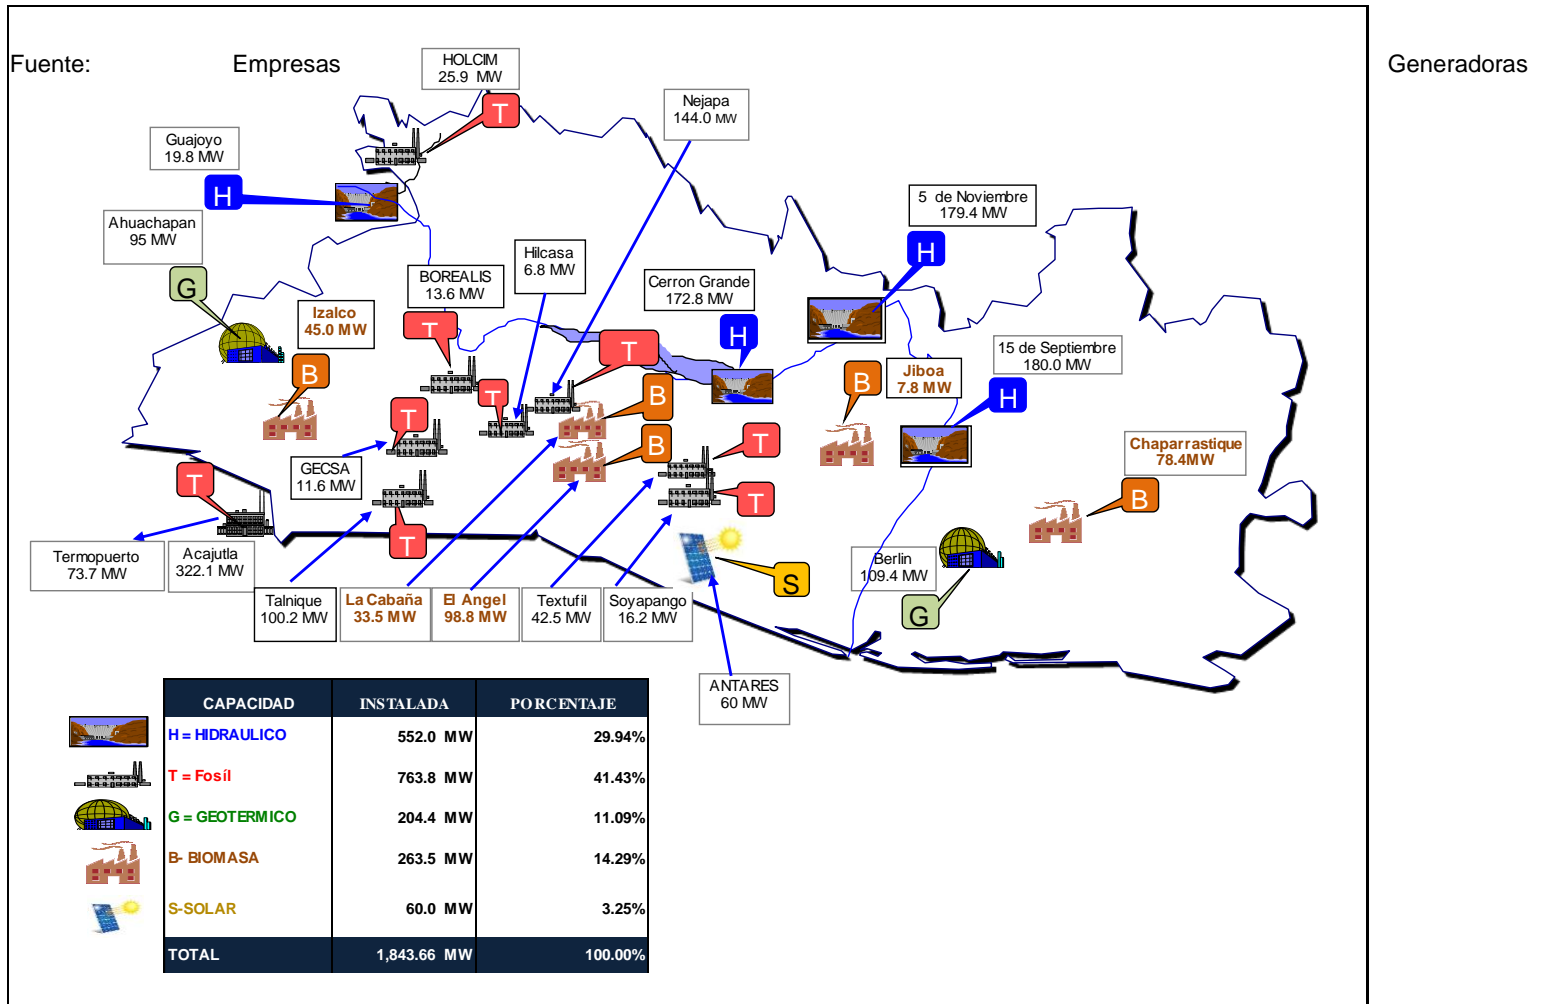 Fuente: Empresas Generadoras
HOLCIM
25.9 MW
Nejapa
144.0 MW
T
Guajoyo
19.8 MW
H
5 de Noviembre
179.4 MW
H
Ahuachapan
95 MW
G
Hilcasa
6.8 MW
BOREALIS
13.6 MW
T
Cerron Grande
172.8 MW
H
Izalco
45.0 MW
B
T
15 de Septiembre
180.0 MW
H
Jiboa
7.8 MW
B
T
B
T
B
T
Chaparrastique
78.4MW
B
GECSA
11.6 MW
T
T
T
Termopuerto
73.7 MW
Acajutla
322.1 MW
Berlin
109.4 MW
G
S
Talnique
100.2 MW
La Cabaña
33.5 MW
El Angel
98.8 MW
Textufil
42.5 MW
Soyapango
16.2 MW
ANTARES
60 MW
CAPACIDAD INSTALADA PORCENTAJE
H = HIDRAULICO 552.0 MW 29.94%
T = Fosíl 763.8 MW 41.43%
G = GEOTERMICO 204.4 MW 11.09%
B- BIOMASA 263.5 MW 14.29%
S-SOLAR 60.0 MW 3.25%
TOTAL 1,843.66 MW 100.00%